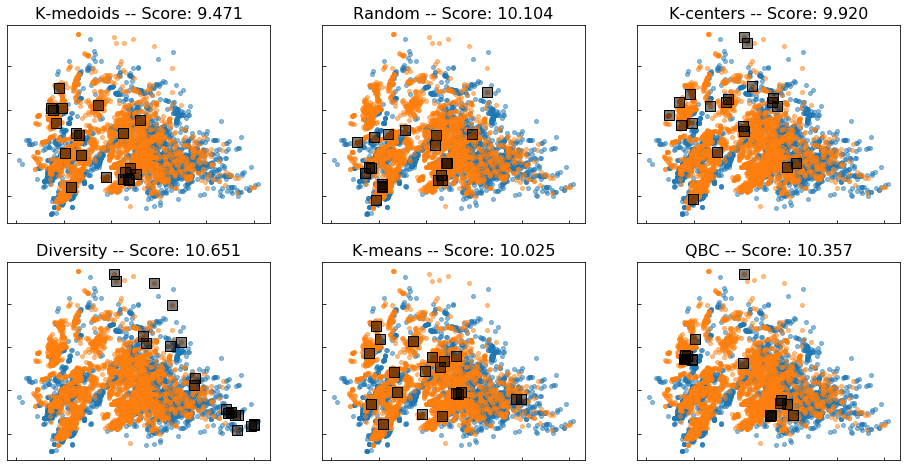 K-medoids -- Score: 9.471
Random -- Score: 10.104
K-centers -- Score: 9.920
Diversity -- Score: 10.651
K-means -- Score: 10.025
QBC -- Score: 10.357